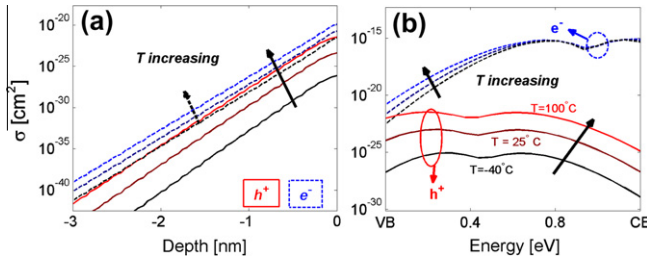 (a)
T increasing
σ [cm²]
10⁻²⁰
10⁻²⁵
10⁻³⁰
10⁻³⁵
10⁻⁴⁰
h⁺
e⁻
-3
-2
-1
0
Depth [nm]
(b)
e⁻
T increasing
10⁻¹⁵
10⁻²⁰
10⁻²⁵
10⁻³⁰
T=100°C
T = 25°C
T=-40°C
h⁺
VB
0.4
0.8
CB
Energy [eV]